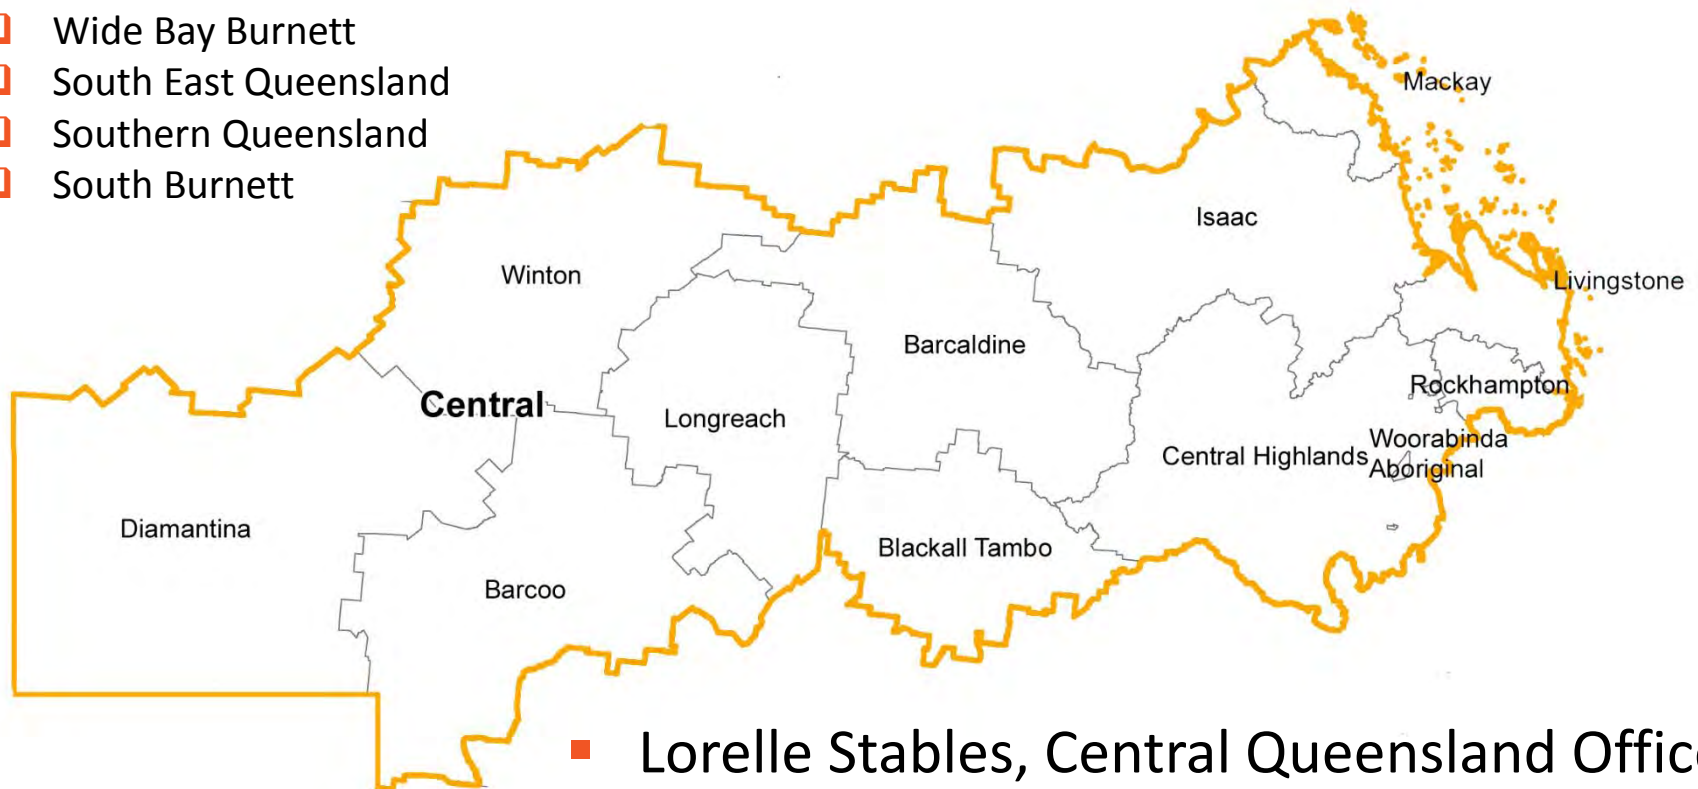 Wide Bay Burnett
South East Queensland
Southern Queensland
South Burnett
Mackay
Isaac
Winton
Livingstone
Barcaldine
Rockhampton
Central
Longreach
Woorabinda
Aboriginal
Central Highlands
Diamantina
Blackall Tambo
Barcoo
Lorelle Stables, Central Queensland Office